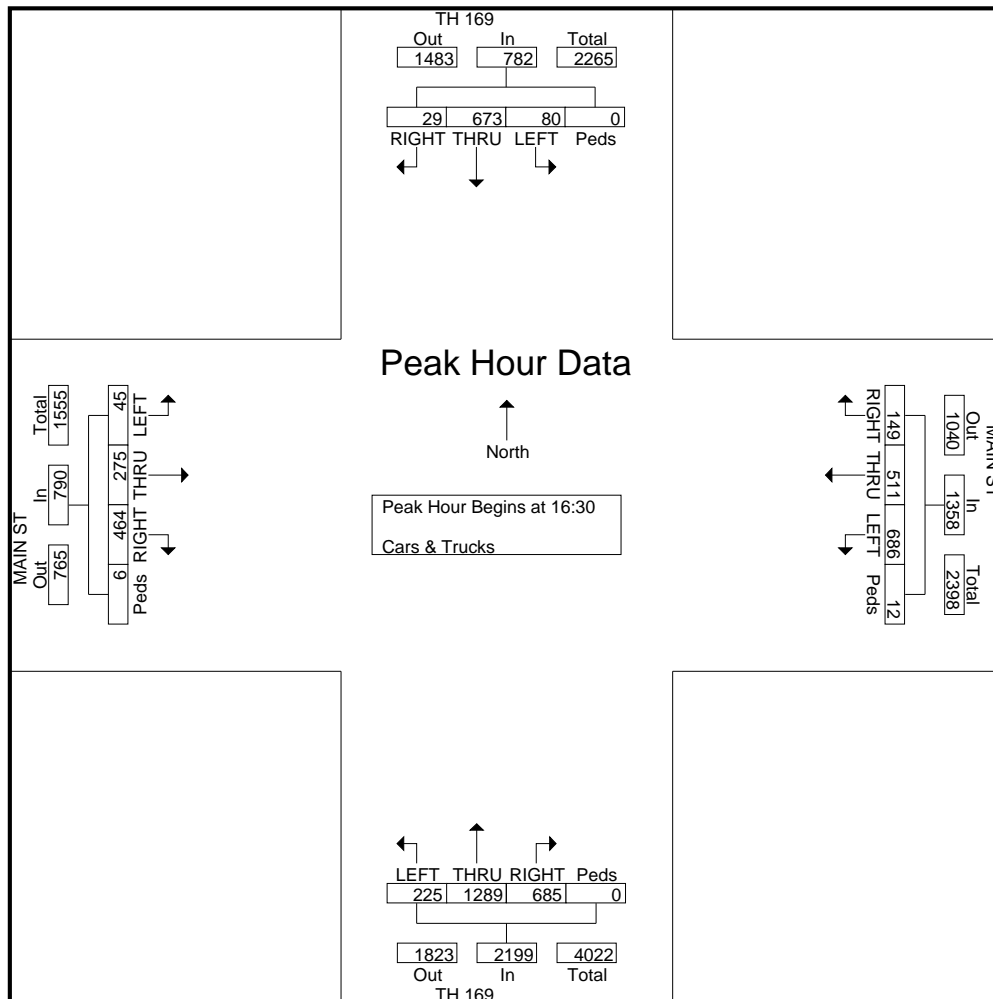 TH 169
Out In Total
1483 782 2265
29 673 80 0
RIGHT THRU LEFT Peds
Peak Hour Data
North
Peak Hour Begins at 16:30
Cars & Trucks
MAIN ST
Out In Total
765 790 1555
6 464 275 45
Peds RIGHT THRU LEFT
MAIN ST
Out In Total
1040 1358 2398
149 511 686 12
RIGHT THRU LEFT Peds
LEFT THRU RIGHT Peds
225 1289 685 0
1823 2199 4022
Out In Total
TH 169